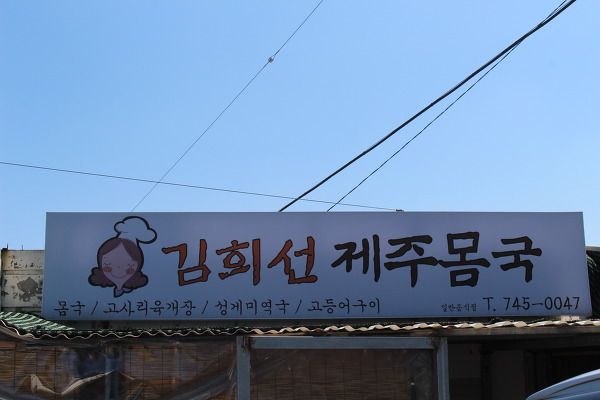 김희선 제주몸국
몸국 / 고사리육개장 / 성게미역국 / 고등어구이 일반음식점 T. 745-0047